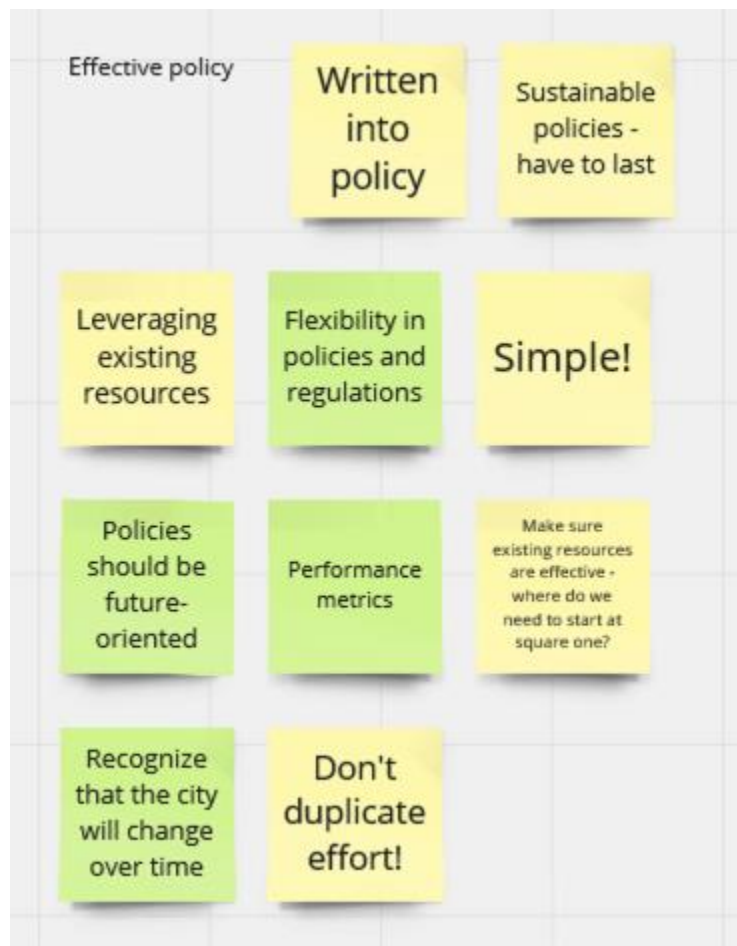 Effective policy
Written
into
policy
Sustainable
policies -
have to last
Leveraging
existing
resources
Flexibility in
policies and
regulations
Simple!
Policies
should be
future-
oriented
Performance
metrics
Make sure
existing resources
are effective -
where do we
need to start at
square one?
Recognize
that the city
will change
over time
Don't
duplicate
effort!